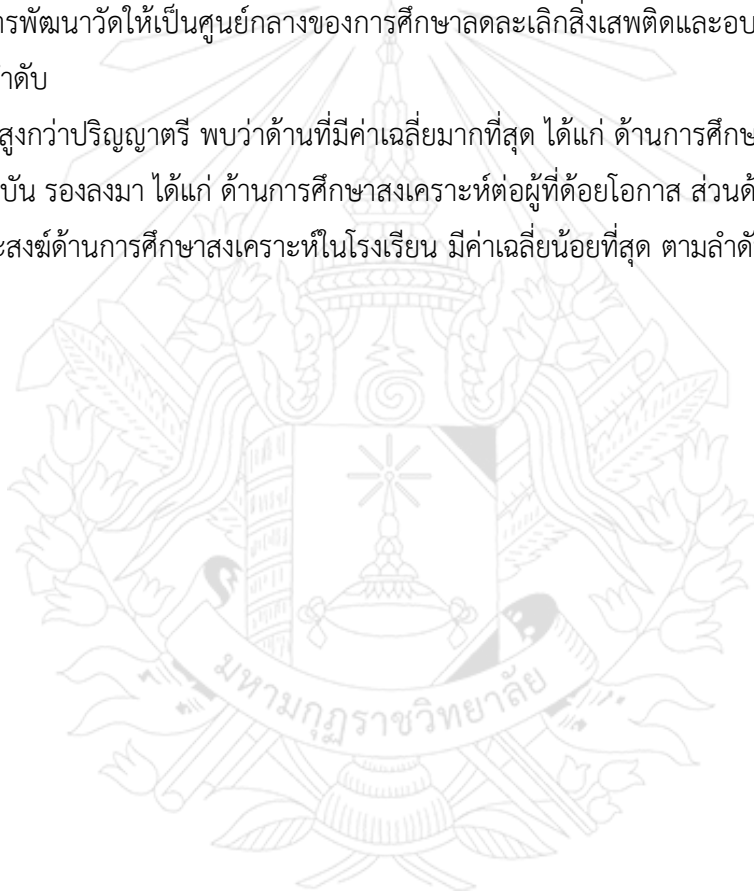 ารพัฒนาวัดให้เป็นศูนย์กลางของการศึกษาลดละเลิกสิ่งเสพติดและอบ
ำดับ
สูงกว่าปริญญาตรี พบว่าด้านที่มีค่าเฉลี่ยมากที่สุด ได้แก่ ด้านการศึกษ
บัน รองลงมา ได้แก่ ด้านการศึกษาสงเคราะห์ต่อผู้ที่ด้อยโอกาส ส่วนด้
ะสงฆ์ด้านการศึกษาสงเคราะห์ในโรงเรียน มีค่าเฉลี่ยน้อยที่สุด ตามลำดั
มหามกุฏราชวิทยาลัย